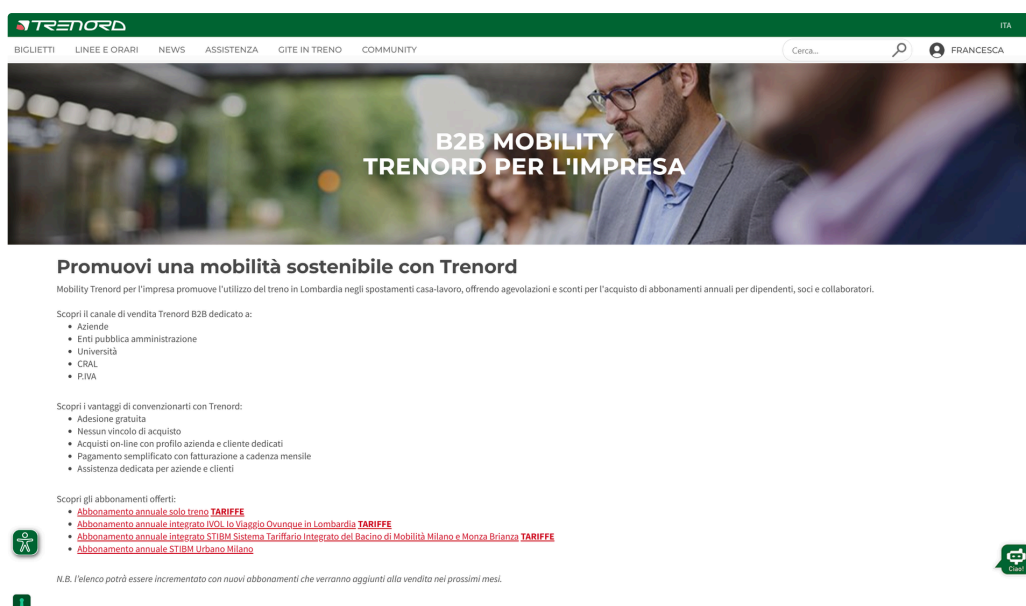 TRENORD
ITA
BIGLIETTI LINEE E ORARI NEWS ASSISTENZA GITE IN TRENO COMMUNITY
Cerca...
FRANCESCA
B2B MOBILITY
TRENORD PER L'IMPRESA
Promuovi una mobilità sostenibile con Trenord
Mobility Trenord per l'impresa promuove l'utilizzo del treno in Lombardia negli spostamenti casa-lavoro, offrendo agevolazioni e sconti per l'acquisto di abbonamenti annuali per dipendenti, soci e collaboratori.
Scopri il canale di vendita Trenord B2B dedicato a:
• Aziende
• Enti pubblica amministrazione
• Università
• CRAL
• P.IVA
Scopri i vantaggi di convenzionarti con Trenord:
• Adesione gratuita
• Nessun vincolo di acquisto
• Acquisti on-line con profilo azienda e cliente dedicati
• Pagamento semplificato con fatturazione a cadenza mensile
• Assistenza dedicata per aziende e clienti
Scopri gli abbonamenti offerti:
• Abbonamento annuale solo treno TARIFFE
• Abbonamento annuale integrato IVOL Io Viaggio Ovunque in Lombardia TARIFFE
• Abbonamento annuale integrato STIBM Sistema Tariffario Integrato del Bacino di Mobilità Milano e Monza Brianza TARIFFE
• Abbonamento annuale STIBM Urbano Milano
Ciao!
N.B. l'elenco potrà essere incrementato con nuovi abbonamenti che verranno aggiunti alla vendita nei prossimi mesi.